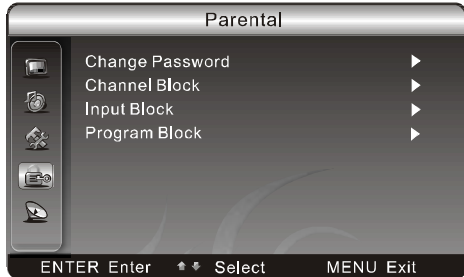 Parental
Change Password
Channel Block
Input Block
Program Block
ENTER Enter Select MENU Exit